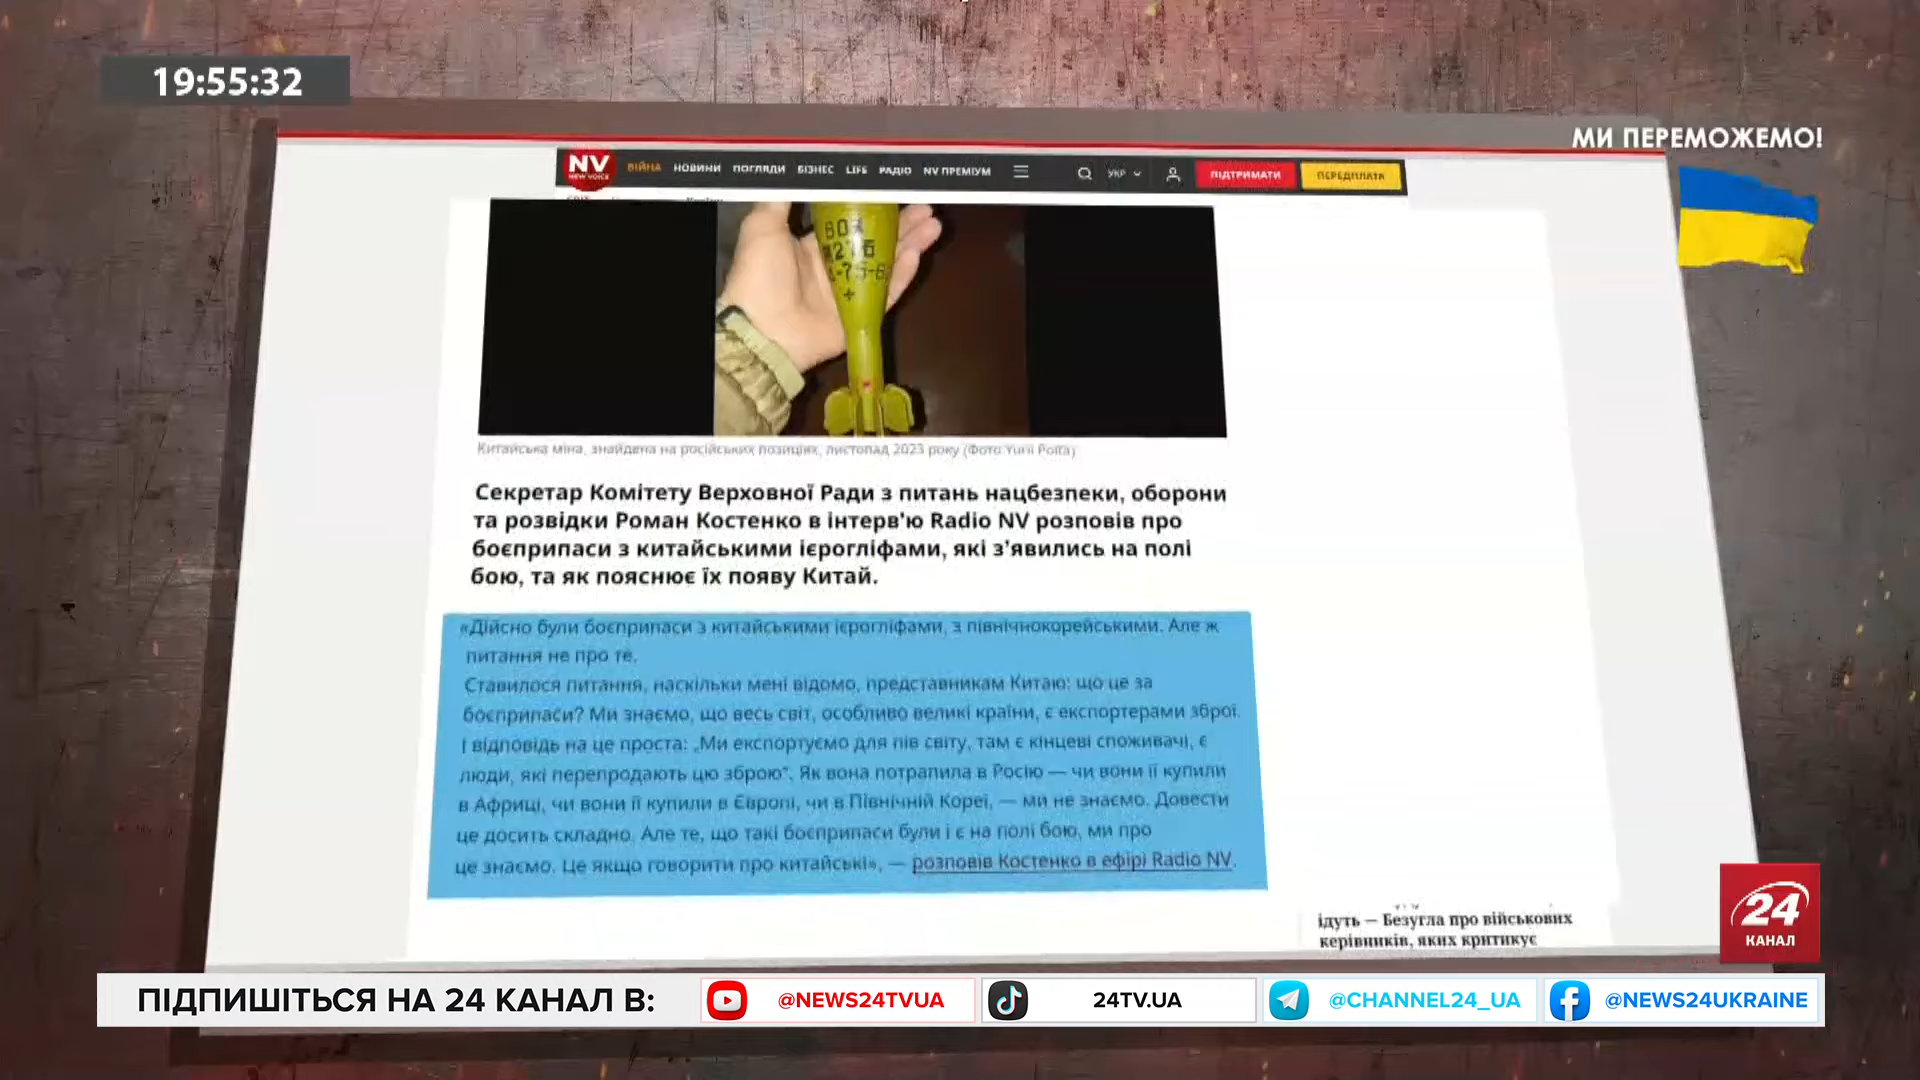 19:55:32
МИ ПЕРЕМОЖЕМО!
NV
NEW VOICE
ВІЙНА НОВИНИ ПОГЛЯДИ БІЗНЕС LIFE РАДІО NV ПРЕМІУМ УКР ПІДТРИМАТИ ПЕРЕДПЛАТА
Китайська міна, знайдена на російських позиціях, листопад 2023 року (Фото:Yurii Poita)
Секретар Комітету Верховної Ради з питань нацбезпеки, оборони
та розвідки Роман Костенко в інтерв'ю Radio NV розповів про
боєприпаси з китайськими ієрогліфами, які з’явились на полі
бою, та як пояснює їх появу Китай.
«Дійсно були боєприпаси з китайськими ієрогліфами, з північнокорейськими. Але ж
питання не про те.
Ставилося питання, наскільки мені відомо, представникам Китаю: що це за
боєприпаси? Ми знаємо, що весь світ, особливо великі країни, є експортерами зброї.
І відповідь на це проста: „Ми експортуємо для пів світу, там є кінцеві споживачі, є
люди, які перепродають цю зброю“. Як вона потрапила в Росію — чи вони її купили
в Африці, чи вони її купили в Європі, чи в Північній Кореї, — ми не знаємо. Довести
це досить складно. Але те, що такі боєприпаси були і є на полі бою, ми про
це знаємо. Це якщо говорити про китайські», — розповів Костенко в ефірі Radio NV.
ідуть — Безугла про військових
керівників, яких критикує
24
КАНАЛ
ПІДПИШІТЬСЯ НА 24 КАНАЛ В: @NEWS24TVUA 24TV.UA @CHANNEL24_UA @NEWS24UKRAINE